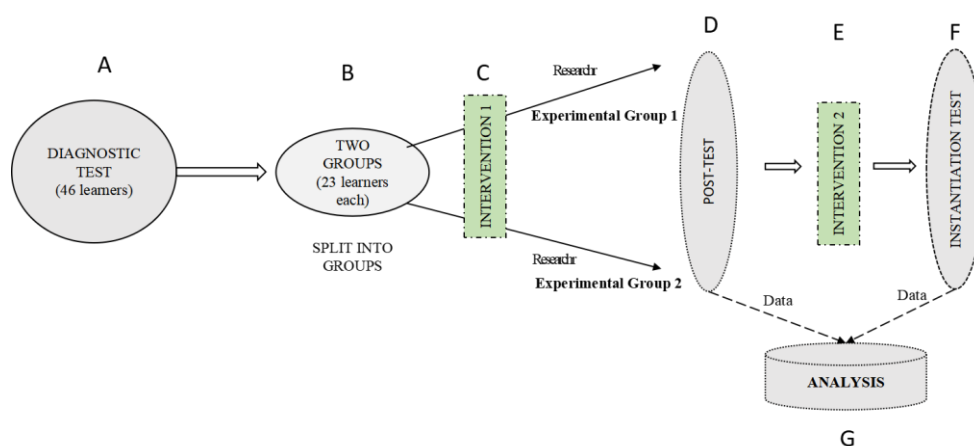 A
B
C
D
E
F
DIAGNOSTIC
TEST
(46 learners)
TWO
GROUPS
(23 learners
each)
SPLIT INTO
GROUPS
INTERVENTION 1
Researchr
Experimental Group 1
Researchr
Experimental Group 2
POST-TEST
INTERVENTION 2
INSTANTIATION TEST
Data
Data
ANALYSIS
G